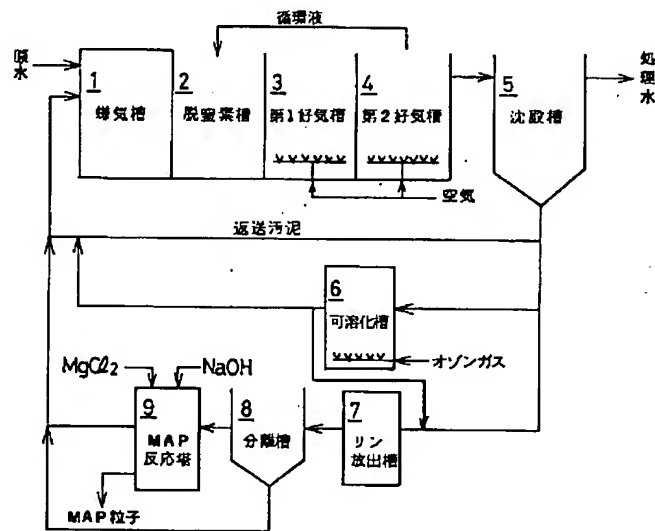 循環液
原水
1
嫌気槽
2
脱窒素槽
3
第1好気槽
4
第2好気槽
5
沈殿槽
処理水
空気
返送汚泥
6
可溶化槽
オゾンガス
MgCl2
NaOH
9
MAP
反応塔
8
分離槽
7
リン
放出槽
MAP粒子